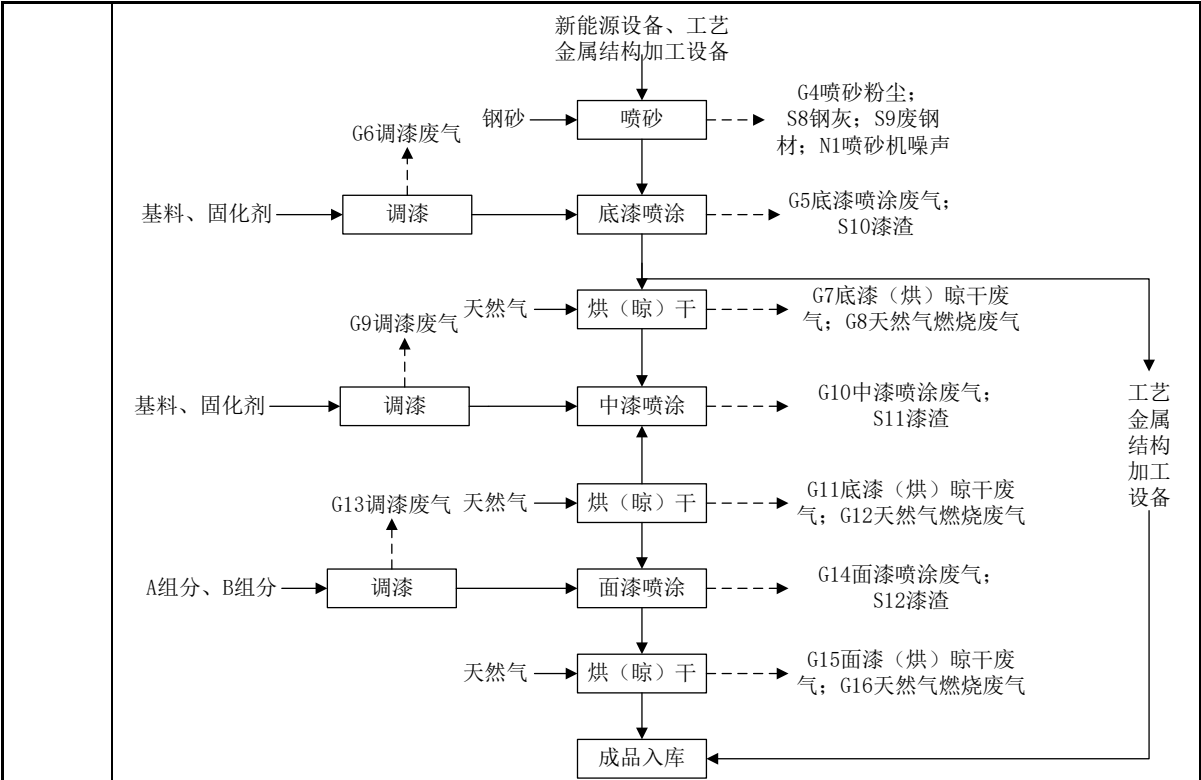 新能源设备、工艺
金属结构加工设备
钢砂
喷砂
G4喷砂粉尘；
S8钢灰；S9废钢
材；N1喷砂机噪声
G6调漆废气
基料、固化剂
调漆
底漆喷涂
G5底漆喷涂废气；
S10漆渣
天然气
烘（晾）干
G7底漆（烘）晾干废
气；G8天然气燃烧废气
G9调漆废气
基料、固化剂
调漆
中漆喷涂
G10中漆喷涂废气；
S11漆渣
工艺
金属
结构
加工
设备
G13调漆废气
天然气
烘（晾）干
G11底漆（烘）晾干废
气；G12天然气燃烧废气
A组分、B组分
调漆
面漆喷涂
G14面漆喷涂废气；
S12漆渣
天然气
烘（晾）干
G15面漆（烘）晾干废
气；G16天然气燃烧废气
成品入库